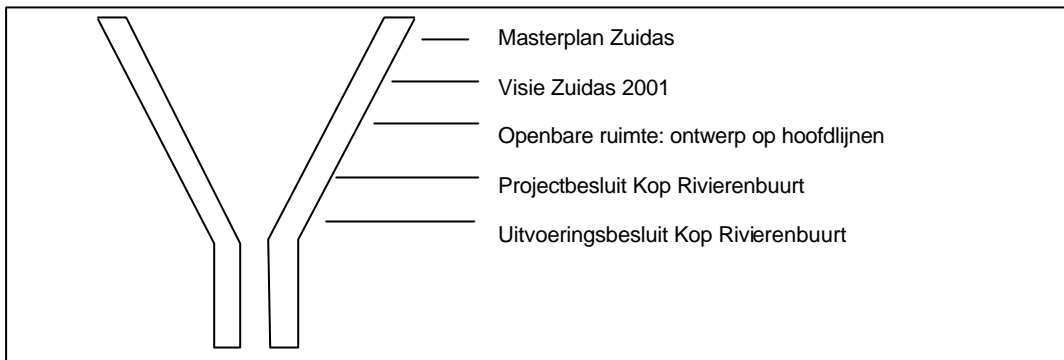 Masterplan Zuidas
Visie Zuidas 2001
Openbare ruimte: ontwerp op hoofdlijnen
Projectbesluit Kop Rivierenbuurt
Uitvoeringsbesluit Kop Rivierenbuurt